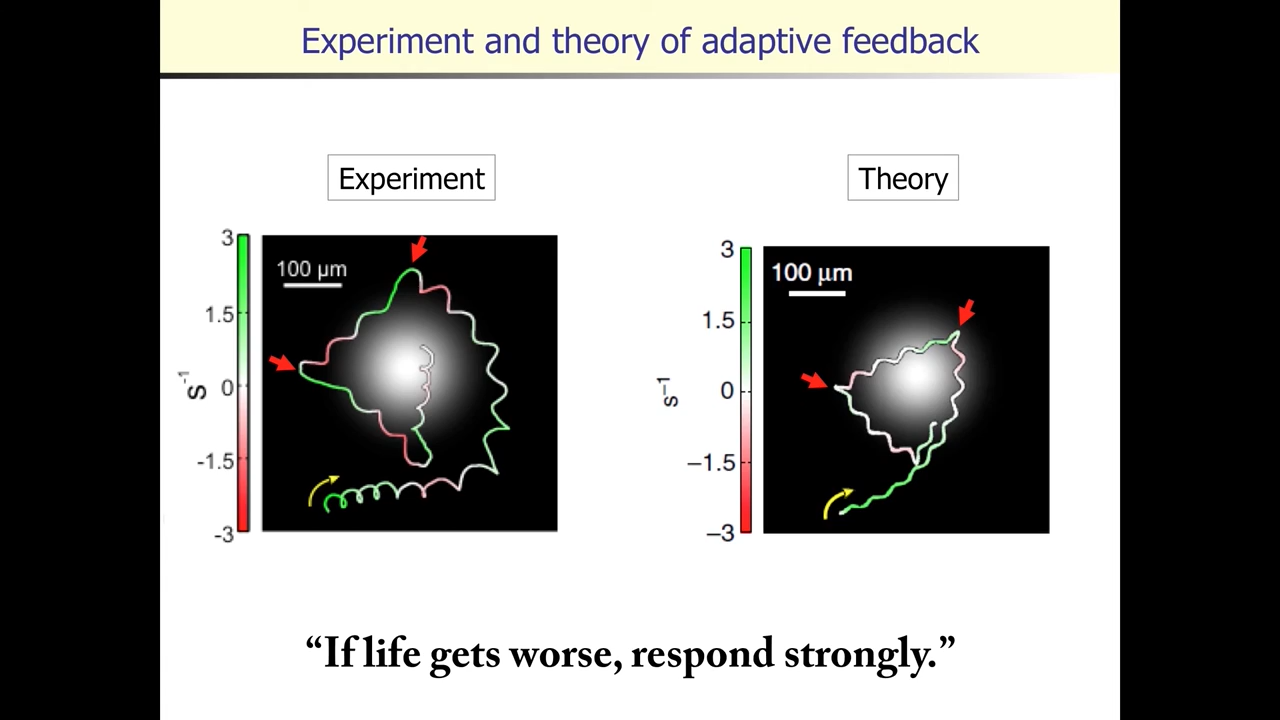 Experiment and theory of adaptive feedback
Experiment
Theory
3
1.5
0
-1.5
-3
s-1
100 µm
3
1.5
0
−1.5
−3
s−1
100 µm
“If life gets worse, respond strongly.”